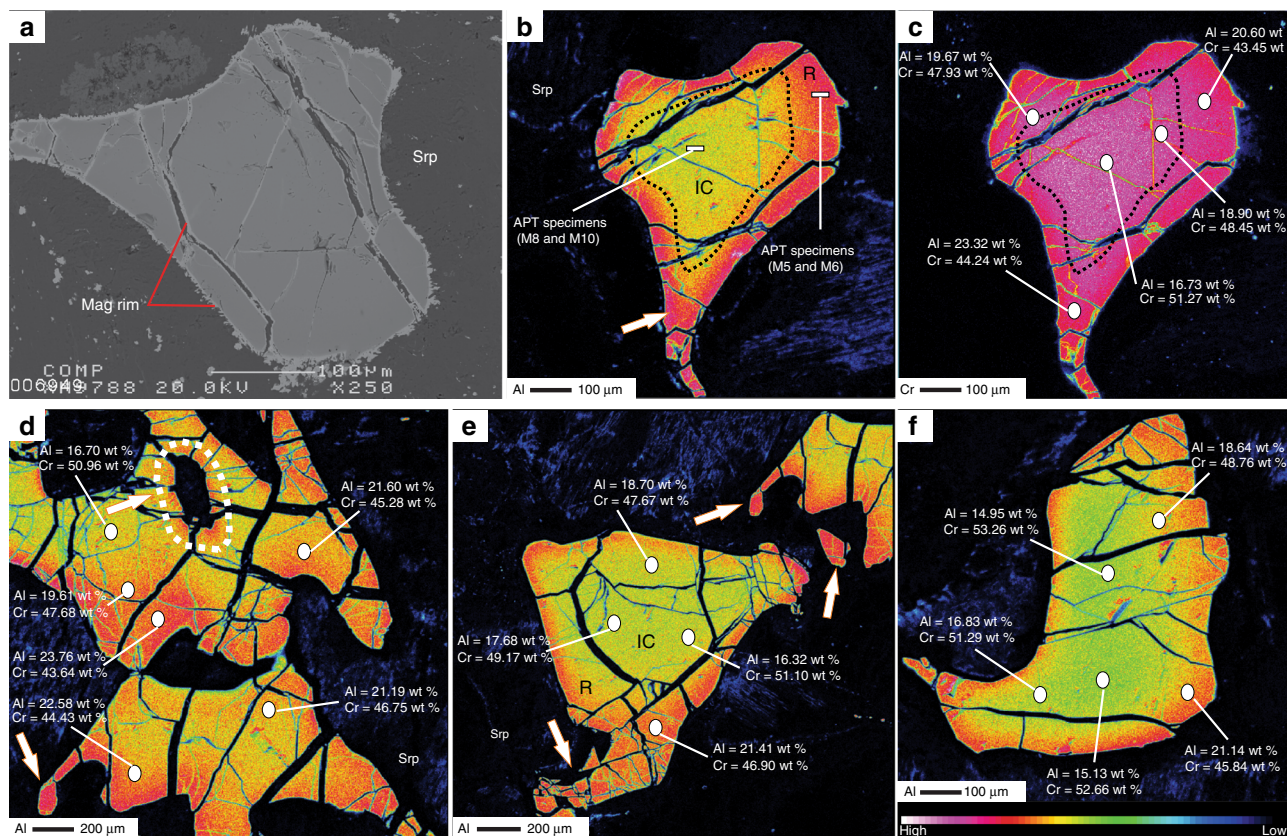 a
Srp
Mag rim
COMP
100µm
20.0KV
X250
b
R
Srp
IC
APT specimens
(M8 and M10)
APT specimens
(M5 and M6)
Al
100 µm
c
Al = 20.60 wt
Cr = 43.45 wt
Al = 19.67 wt %
Cr = 47.93 wt %
Al = 18.90 wt %
Cr = 48.45 wt %
Al = 23.32 wt %
Cr = 44.24 wt %
Al = 16.73 wt %
Cr = 51.27 wt %
Cr
100 µm
d
Al = 16.70 wt %
Cr = 50.96 wt %
Al = 21.60 wt %
Cr = 45.28 wt %
Al = 19.61 wt %
Cr = 47.68 wt %
Al = 23.76 wt %
Cr = 43.64 wt %
Al = 22.58 wt %
Cr = 44.43 wt %
Al = 21.19 wt %
Cr = 46.75 wt %
Srp
Al
200 µm
e
Al = 18.70 wt %
Cr = 47.67 wt %
Al = 17.68 wt %
Cr = 49.17 wt %
IC
Al = 16.32 wt %
Cr = 51.10 wt %
R
Srp
Al = 21.41 wt %
Cr = 46.90 wt %
Al
200 µm
f
Al = 18.64 wt %
Cr = 48.76 wt %
Al = 14.95 wt %
Cr = 53.26 wt %
Al = 16.83 wt %
Cr = 51.29 wt %
Al = 21.14 wt %
Cr = 45.84 wt %
Al = 15.13 wt %
Cr = 52.66 wt %
Al
100 µm
High
Low